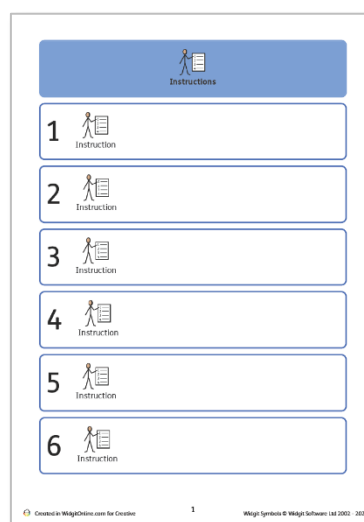 Instructions
1
Instruction
2
Instruction
3
Instruction
4
Instruction
5
Instruction
6
Instruction
Created in WidgitOnline.com for Creative
1
Widgit Symbols © Widgit Software Ltd 2002 - 202